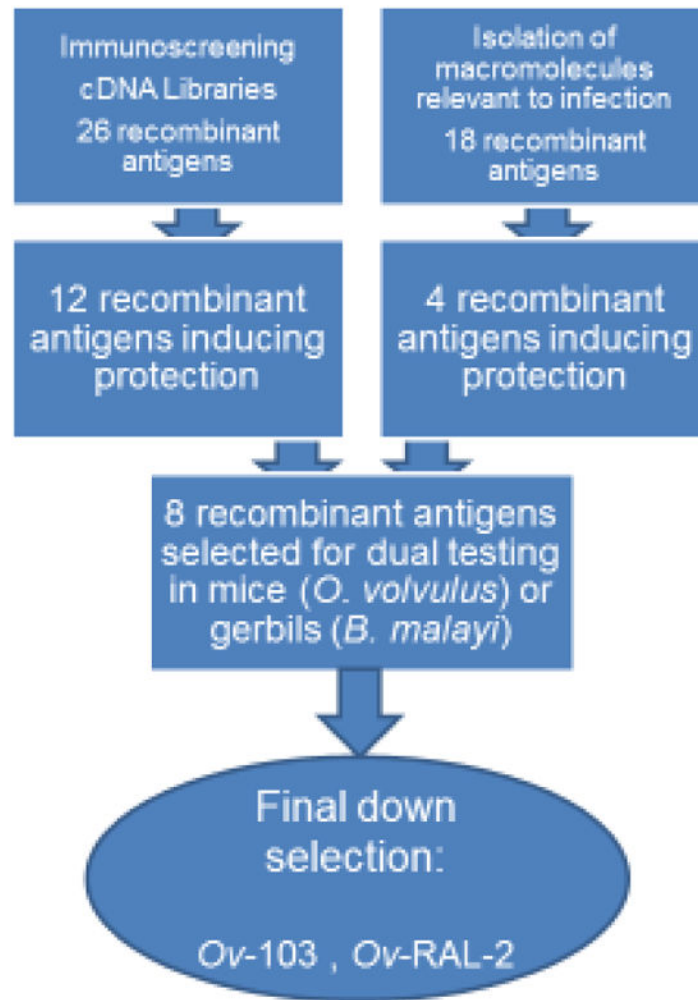 Immunoscreening
cDNA Libraries
26 recombinant
antigens
Isolation of
macromolecules
relevant to infection
18 recombinant
antigens
12 recombinant
antigens inducing
protection
4 recombinant
antigens inducing
protection
8 recombinant antigens
selected for dual testing
in mice (O. volvulus) or
gerbils (B. malayi)
Final down
selection:
Ov-103 , Ov-RAL-2